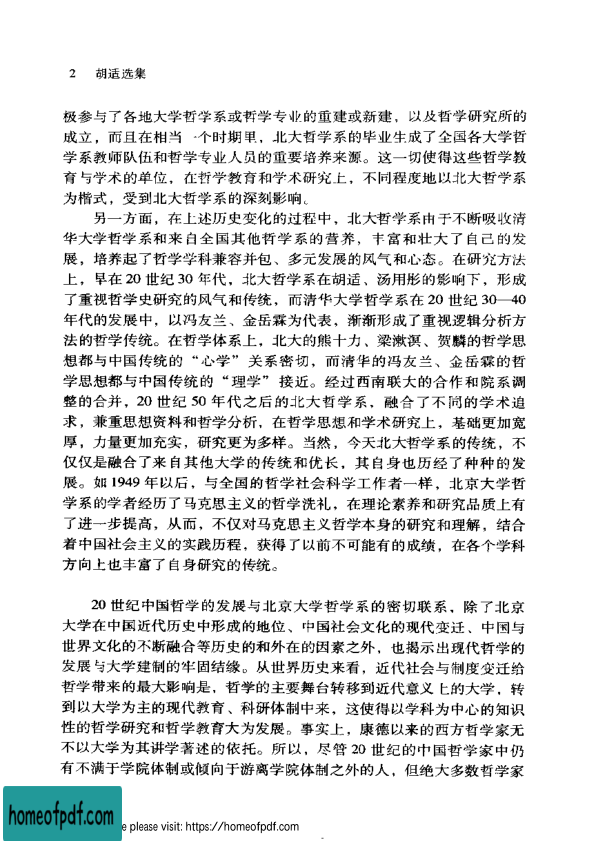 2 胡适选集
极参与了各地大学哲学系或哲学专业的重建或新建，以及哲学研究所的
成立，而且在相当一个时期里，北大哲学系的毕业生成了全国各大学哲
学系教师队伍和哲学专业人员的重要培养来源。这一切使得这些哲学教
育与学术的单位，在哲学教育和学术研究上，不同程度地以北大哲学系
为楷式，受到北大哲学系的深刻影响。
另一方面，在上述历史变化的过程中，北大哲学系由于不断吸收清
华大学哲学系和来自全国其他哲学系的营养，丰富和壮大了自己的发
展，培养起了哲学学科兼容并包、多元发展的风气和心态。在研究方法
上，早在20世纪30年代，北大哲学系在胡适、汤用彤的影响下，形成
了重视哲学史研究的风气和传统，而清华大学哲学系在20世纪30—40
年代的发展中，以冯友兰、金岳霖为代表，渐渐形成了重视逻辑分析方
法的哲学传统。在哲学体系上，北大的熊十力、梁漱溟、贺麟的哲学思
想都与中国传统的“心学”关系密切，而清华的冯友兰、金岳霖的哲
学思想都与中国传统的“理学”接近。经过西南联大的合作和院系调
整的合并，20世纪50年代之后的北大哲学系，融合了不同的学术追
求，兼重思想资料和哲学分析，在哲学思想和学术研究上，基础更加宽
厚，力量更加充实，研究更为多样。当然，今天北大哲学系的传统，不
仅仅是融合了来自其他大学的传统和优长，其自身也历经了种种的发
展。如1949年以后，与全国的哲学社会科学工作者一样，北京大学哲
学系的学者经历了马克思主义的哲学洗礼，在理论素养和研究品质上有
了进一步提高，从而，不仅对马克思主义哲学本身的研究和理解，结合
着中国社会主义的实践历程，获得了以前不可能有的成绩，在各个学科
方向上也丰富了自身研究的传统。
20世纪中国哲学的发展与北京大学哲学系的密切联系，除了北京
大学在中国近代历史中形成的地位、中国社会文化的现代变迁、中国与
世界文化的不断融合等历史的和外在的因素之外，也揭示出现代哲学的
发展与大学建制的牢固结缘。从世界历史来看，近代社会与制度变迁给
哲学带来的最大影响是，哲学的主要舞台转移到近代意义上的大学，转
到以大学为主的现代教育、科研体制中来，这使得以学科为中心的知识
性的哲学研究和哲学教育大为发展。事实上，康德以来的西方哲学家无
不以大学为其讲学著述的依托。所以，尽管20世纪的中国哲学家中仍
有不满于学院体制或倾向于游离学院体制之外的人，但绝大多数哲学家
homeofpdf.com
e please visit: https://homeofpdf.com